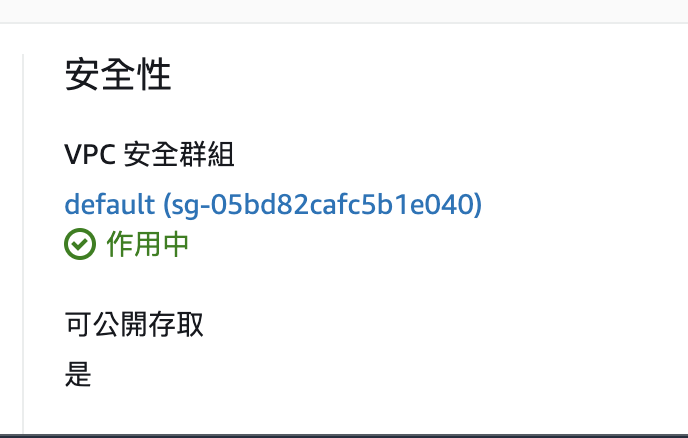 安全性
VPC 安全群組
default (sg-05bd82cafc5b1e040)
作用中
可公開存取
是